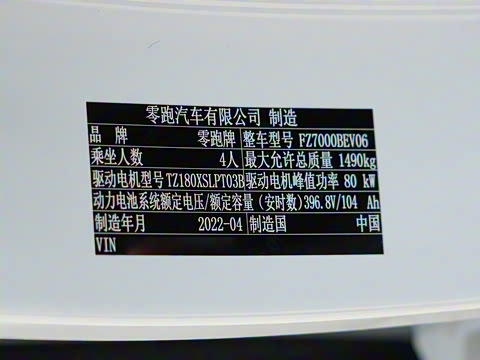 零跑汽车有限公司 制造
品 牌 零跑牌 整车型号 FZ7000BEV06
乘坐人数 4人 最大允许总质量 1490kg
驱动电机型号 TZ180XSLPT03B 驱动电机峰值功率 80 kW
动力电池系统额定电压/额定容量（安时数）396.8V/104 Ah
制造年月 2022-04 制造国 中国
VIN